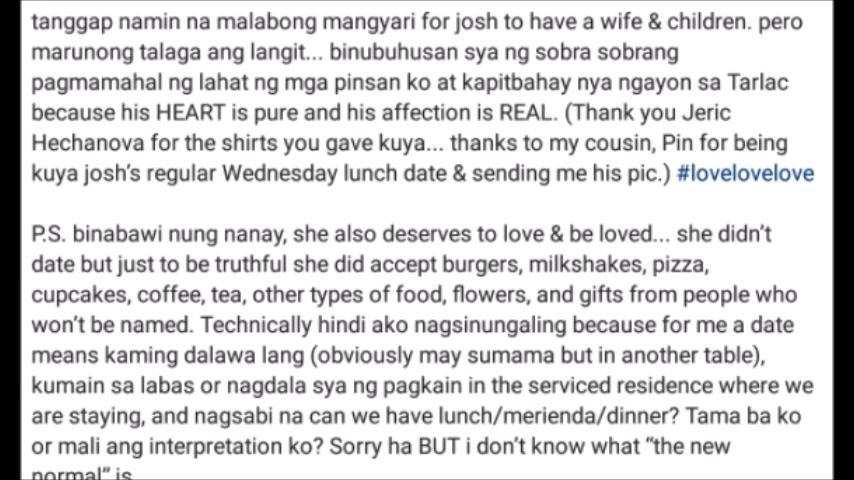 tanggap namin na malabong mangyari for josh to have a wife & children. pero
marunong talaga ang langit... binubuhusan sya ng sobra sobrang
pagmamahal ng lahat ng mga pinsan ko at kapitbahay nya ngayon sa Tarlac
because his HEART is pure and his affection is REAL. (Thank you Jeric
Hechanova for the shirts you gave kuya... thanks to my cousin, Pin for being
kuya josh's regular Wednesday lunch date & sending me his pic.) #lovelovelove
P.S. binabawi nung nanay, she also deserves to love & be loved... she didn't
date but just to be truthful she did accept burgers, milkshakes, pizza,
cupcakes, coffee, tea, other types of food, flowers, and gifts from people who
won't be named. Technically hindi ako nagsinungaling because for me a date
means kaming dalawa lang (obviously may sumama but in another table),
kumain sa labas or nagdala sya ng pagkain in the serviced residence where we
are staying, and nagsabi na can we have lunch/merienda/dinner? Tama ba ko
or mali ang interpretation ko? Sorry ha BUT i don't know what "the new
normal" is